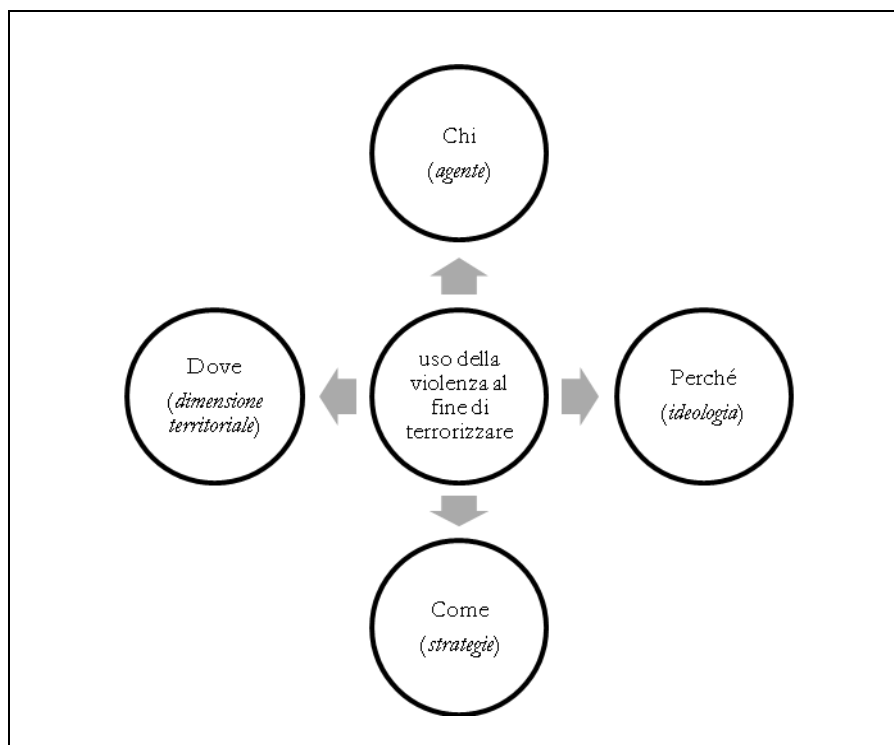 Chi
(agente)
Dove
(dimensione
territoriale)
uso della
violenza al
fine di
terrorizzare
Perché
(ideologia)
Come
(strategie)